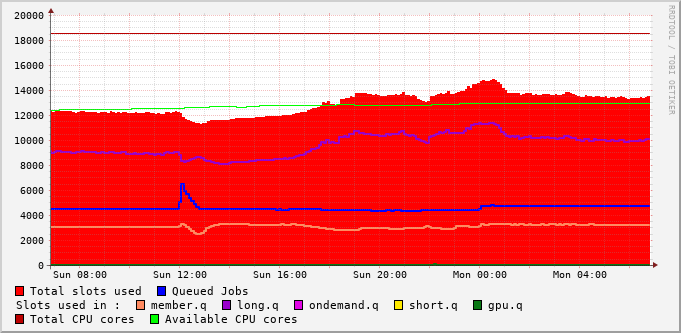 RRDTOOL / TOBI OETIKER
20000
18000
16000
14000
12000
10000
8000
6000
4000
2000
0
Sun 08:00 Sun 12:00 Sun 16:00 Sun 20:00 Mon 00:00 Mon 04:00
Total slots used Queued Jobs
Slots used in : member.q long.q ondemand.q short.q gpu.q
Total CPU cores Available CPU cores